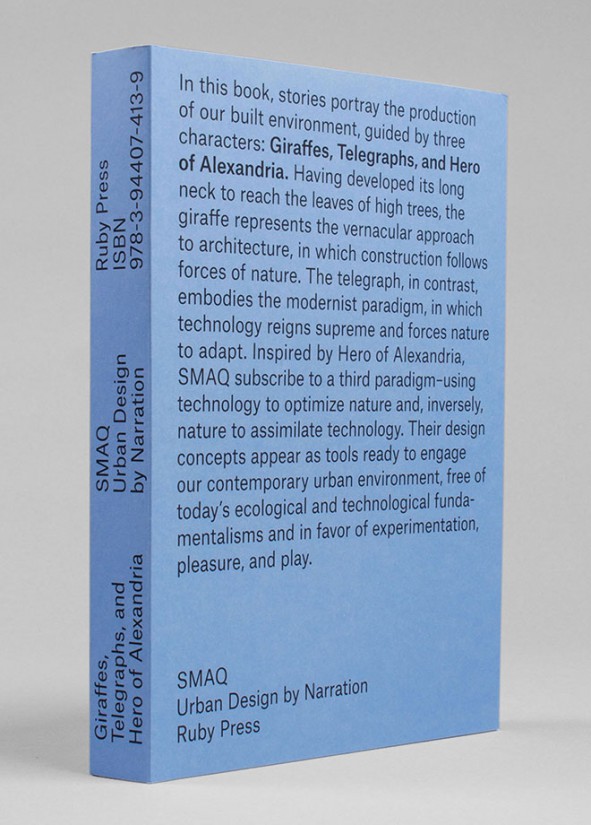 Giraffes,
Telegraphs, and
Hero of Alexandria
SMAQ
Urban Design
by Narration
Ruby Press
ISBN
978-3-94407-413-9
In this book, stories portray the production
of our built environment, guided by three
characters: Giraffes, Telegraphs, and Hero
of Alexandria. Having developed its long
neck to reach the leaves of high trees, the
giraffe represents the vernacular approach
to architecture, in which construction follows
forces of nature. The telegraph, in contrast,
embodies the modernist paradigm, in which
technology reigns supreme and forces nature
to adapt. Inspired by Hero of Alexandria,
SMAQ subscribe to a third paradigm–using
technology to optimize nature and, inversely,
nature to assimilate technology. Their design
concepts appear as tools ready to engage
our contemporary urban environment, free of
today's ecological and technological funda-
mentalisms and in favor of experimentation,
pleasure, and play.
SMAQ
Urban Design by Narration
Ruby Press